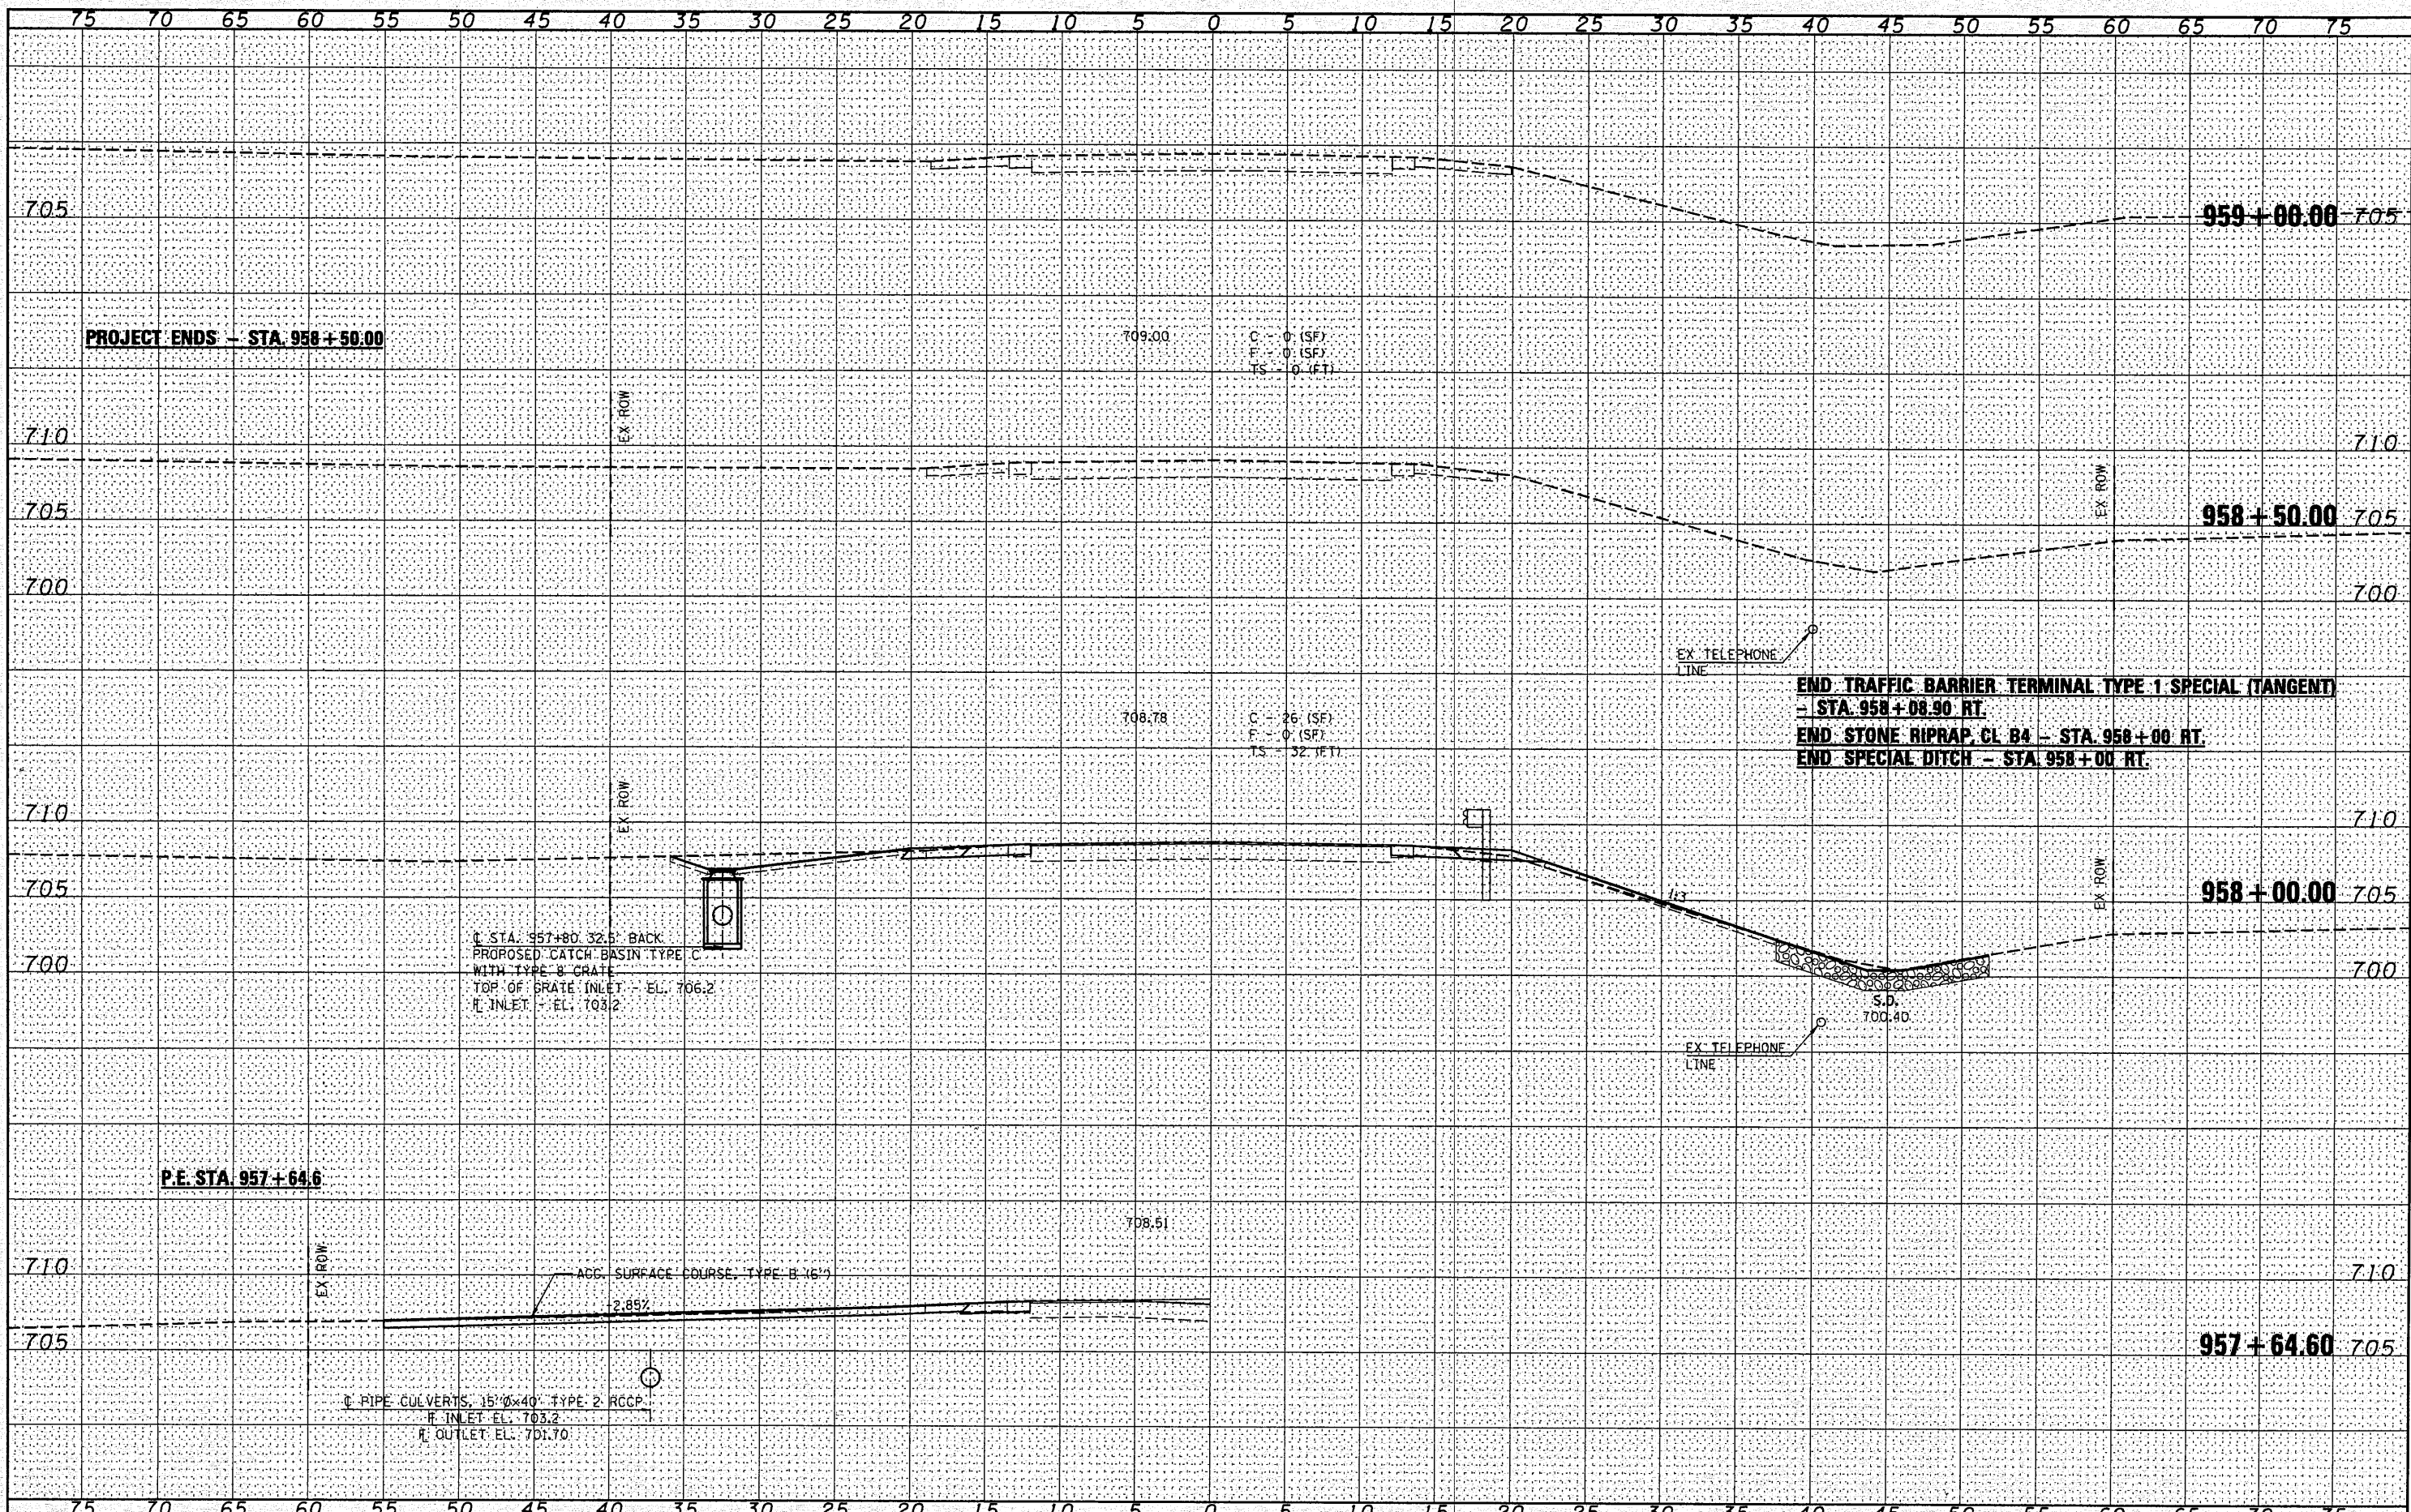 75 70 65 60 55 50 45 40 35 30 25 20 15 10 5 0 5 10 15 20 25 30 35 40 45 50 55 60 65 70 75
705 959+00.00 705
PROJECT ENDS - STA. 958+50.00
709.00
C - 0 (SF)
F - 0 (SF)
TS - 0 (FT)
EX ROW
710 710
EX ROW
705 958+50.00 705
700 700
EX TELEPHONE
LINE
END TRAFFIC BARRIER TERMINAL TYPE 1 SPECIAL (TANGENT)
- STA. 958+08.90 RT.
END STONE RIPRAP, CL B4 - STA. 958+00 RT.
END SPECIAL DITCH - STA. 958+00 RT.
708.78
C - 26 (SF)
F - 0 (SF)
TS - 32 (FT)
EX ROW
710 710
EX ROW
705 958+00.00 705
1:3
℄ STA. 957+80 32.5' BACK
PROPOSED CATCH BASIN TYPE C
WITH TYPE 8 GRATE
TOP OF GRATE INLET - EL. 706.2
FL INLET - EL. 703.2
700 700
S.D.
700.40
EX TELEPHONE
LINE
P.E. STA. 957+64.6
708.51
EX ROW
710 710
AGG. SURFACE COURSE, TYPE B (6")
-2.85%
705 957+64.60 705
℄ PIPE CULVERTS, 15"Øx40' TYPE 2 RCCP
FL INLET EL. 703.2
FL OUTLET EL. 701.70
75 70 65 60 55 50 45 40 35 30 25 20 15 10 5 0 5 10 15 20 25 30 35 40 45 50 55 60 65 70 75